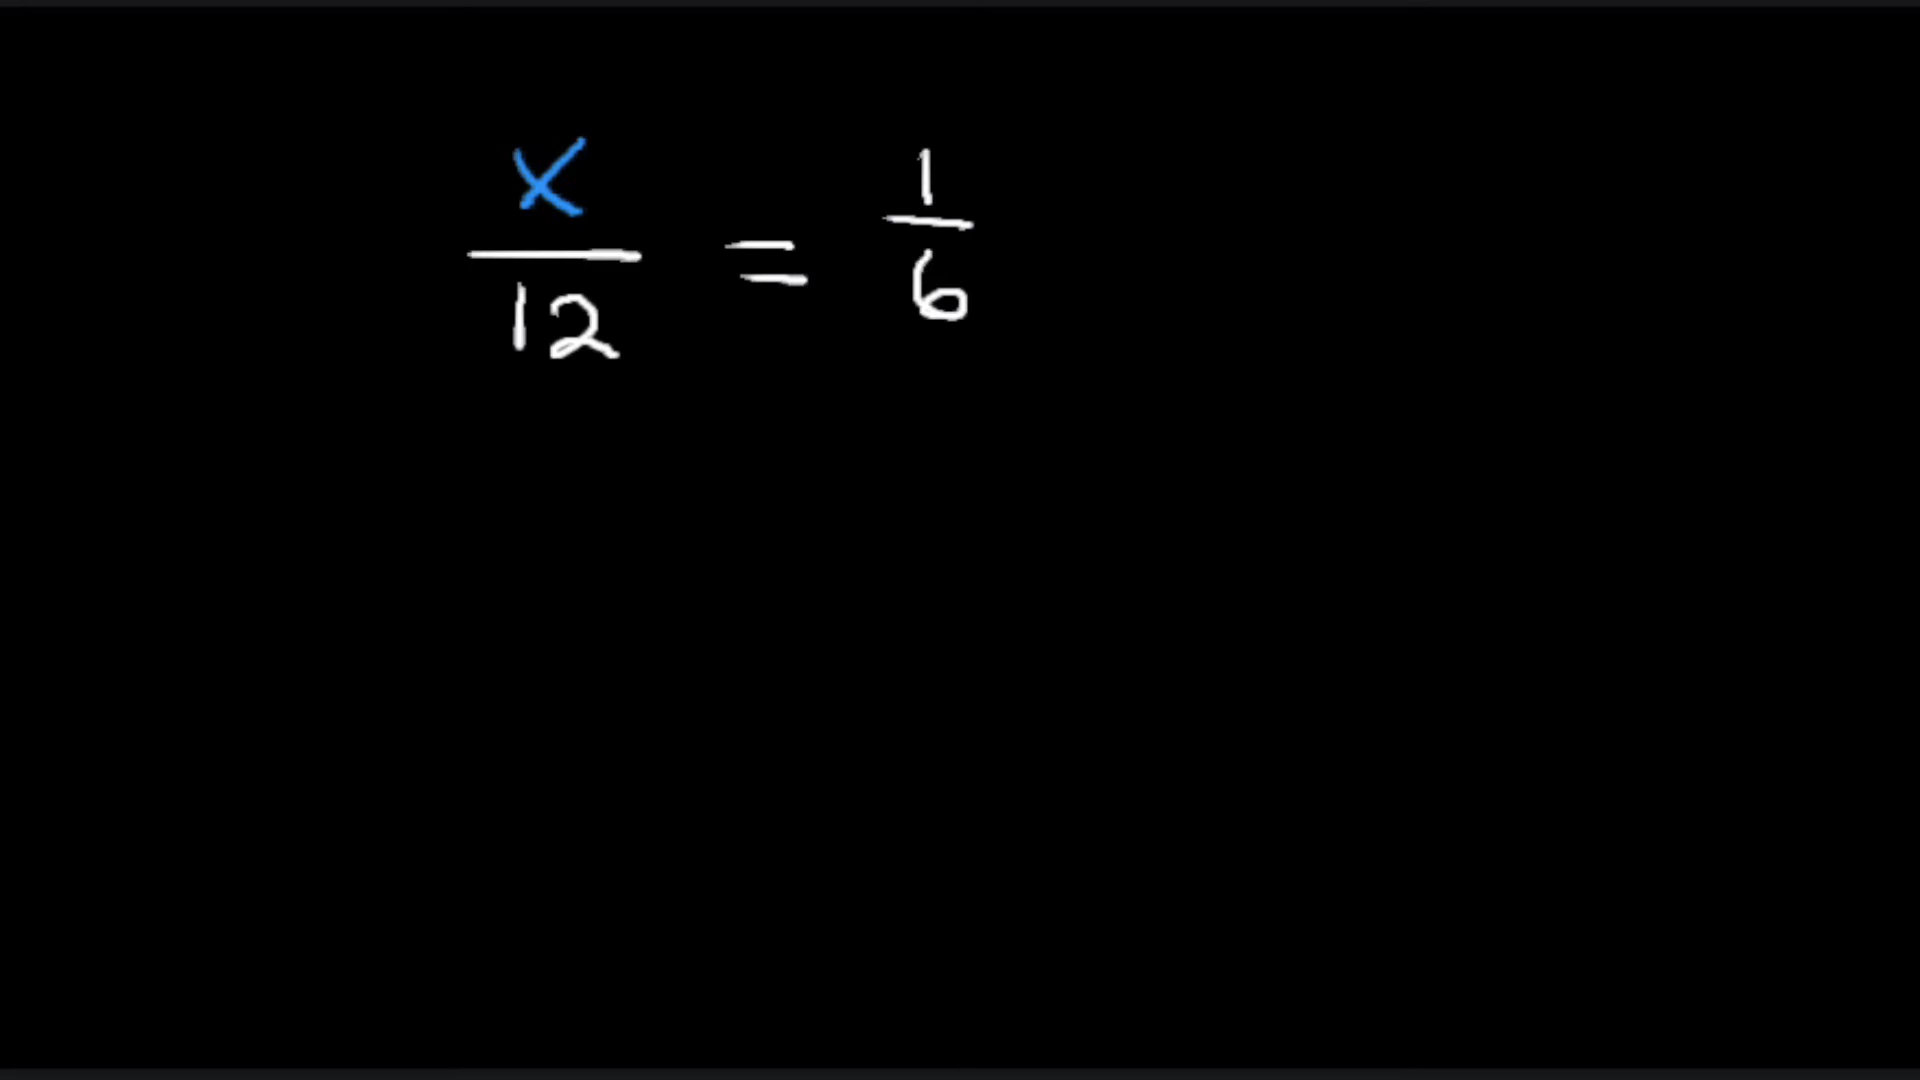 x/12 = 1/6